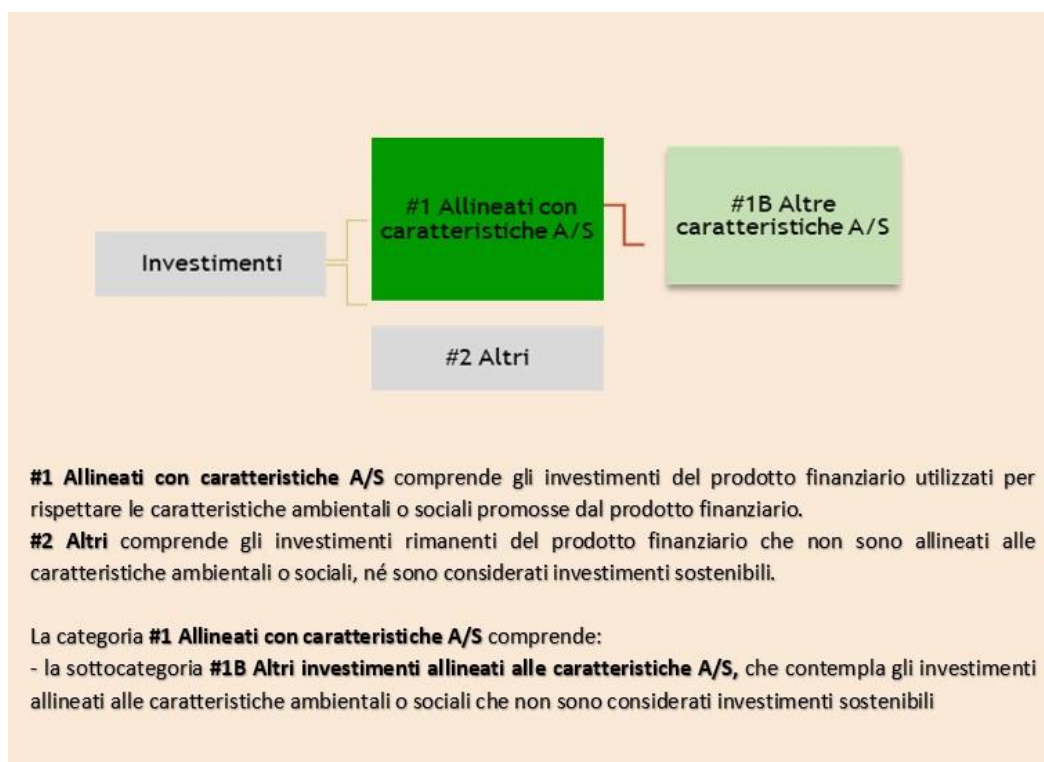 #1 Allineati con
caratteristiche A/S
#1B Altre
caratteristiche A/S
Investimenti
#2 Altri
#1 Allineati con caratteristiche A/S comprende gli investimenti del prodotto finanziario utilizzati per
rispettare le caratteristiche ambientali o sociali promosse dal prodotto finanziario.
#2 Altri comprende gli investimenti rimanenti del prodotto finanziario che non sono allineati alle
caratteristiche ambientali o sociali, né sono considerati investimenti sostenibili.
La categoria #1 Allineati con caratteristiche A/S comprende:
- la sottocategoria #1B Altri investimenti allineati alle caratteristiche A/S, che contempla gli investimenti
allineati alle caratteristiche ambientali o sociali che non sono considerati investimenti sostenibili